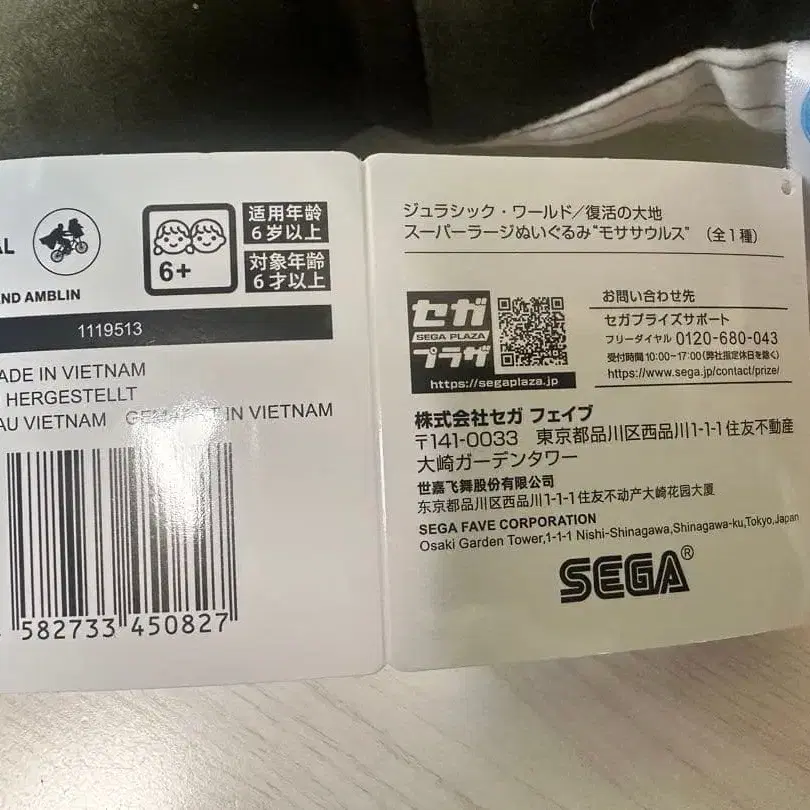 AL
ND AMBLIN
6+
适用年龄
6岁以上
対象年齢
6才以上
1119513
ADE IN VIETNAM
HERGESTELLT
AU VIETNAM IN VIETNAM
582733 450827
ジュラシック・ワールド/復活の大地
スーパーラージぬいぐるみ“モササウルス” (全1種)
セガ
SEGA PLAZA
プラザ
https://segaplaza.jp/
お問い合わせ先
セガプライズサポート
フリーダイヤル 0120-680-043
受付時間10:00~17:00(弊社指定休日を除く)
https://www.sega.jp/contact/prize/
株式会社セガ フェイブ
〒141-0033 東京都品川区西品川1-1-1住友不動産
大崎ガーデンタワー
世嘉飞舞股份有限公司
东京都品川区西品川1-1-1住友不动产大崎花园大厦
SEGA FAVE CORPORATION
Osaki Garden Tower,1-1-1 Nishi-Shinagawa,Shinagawa-ku,Tokyo,Japan
SEGA®